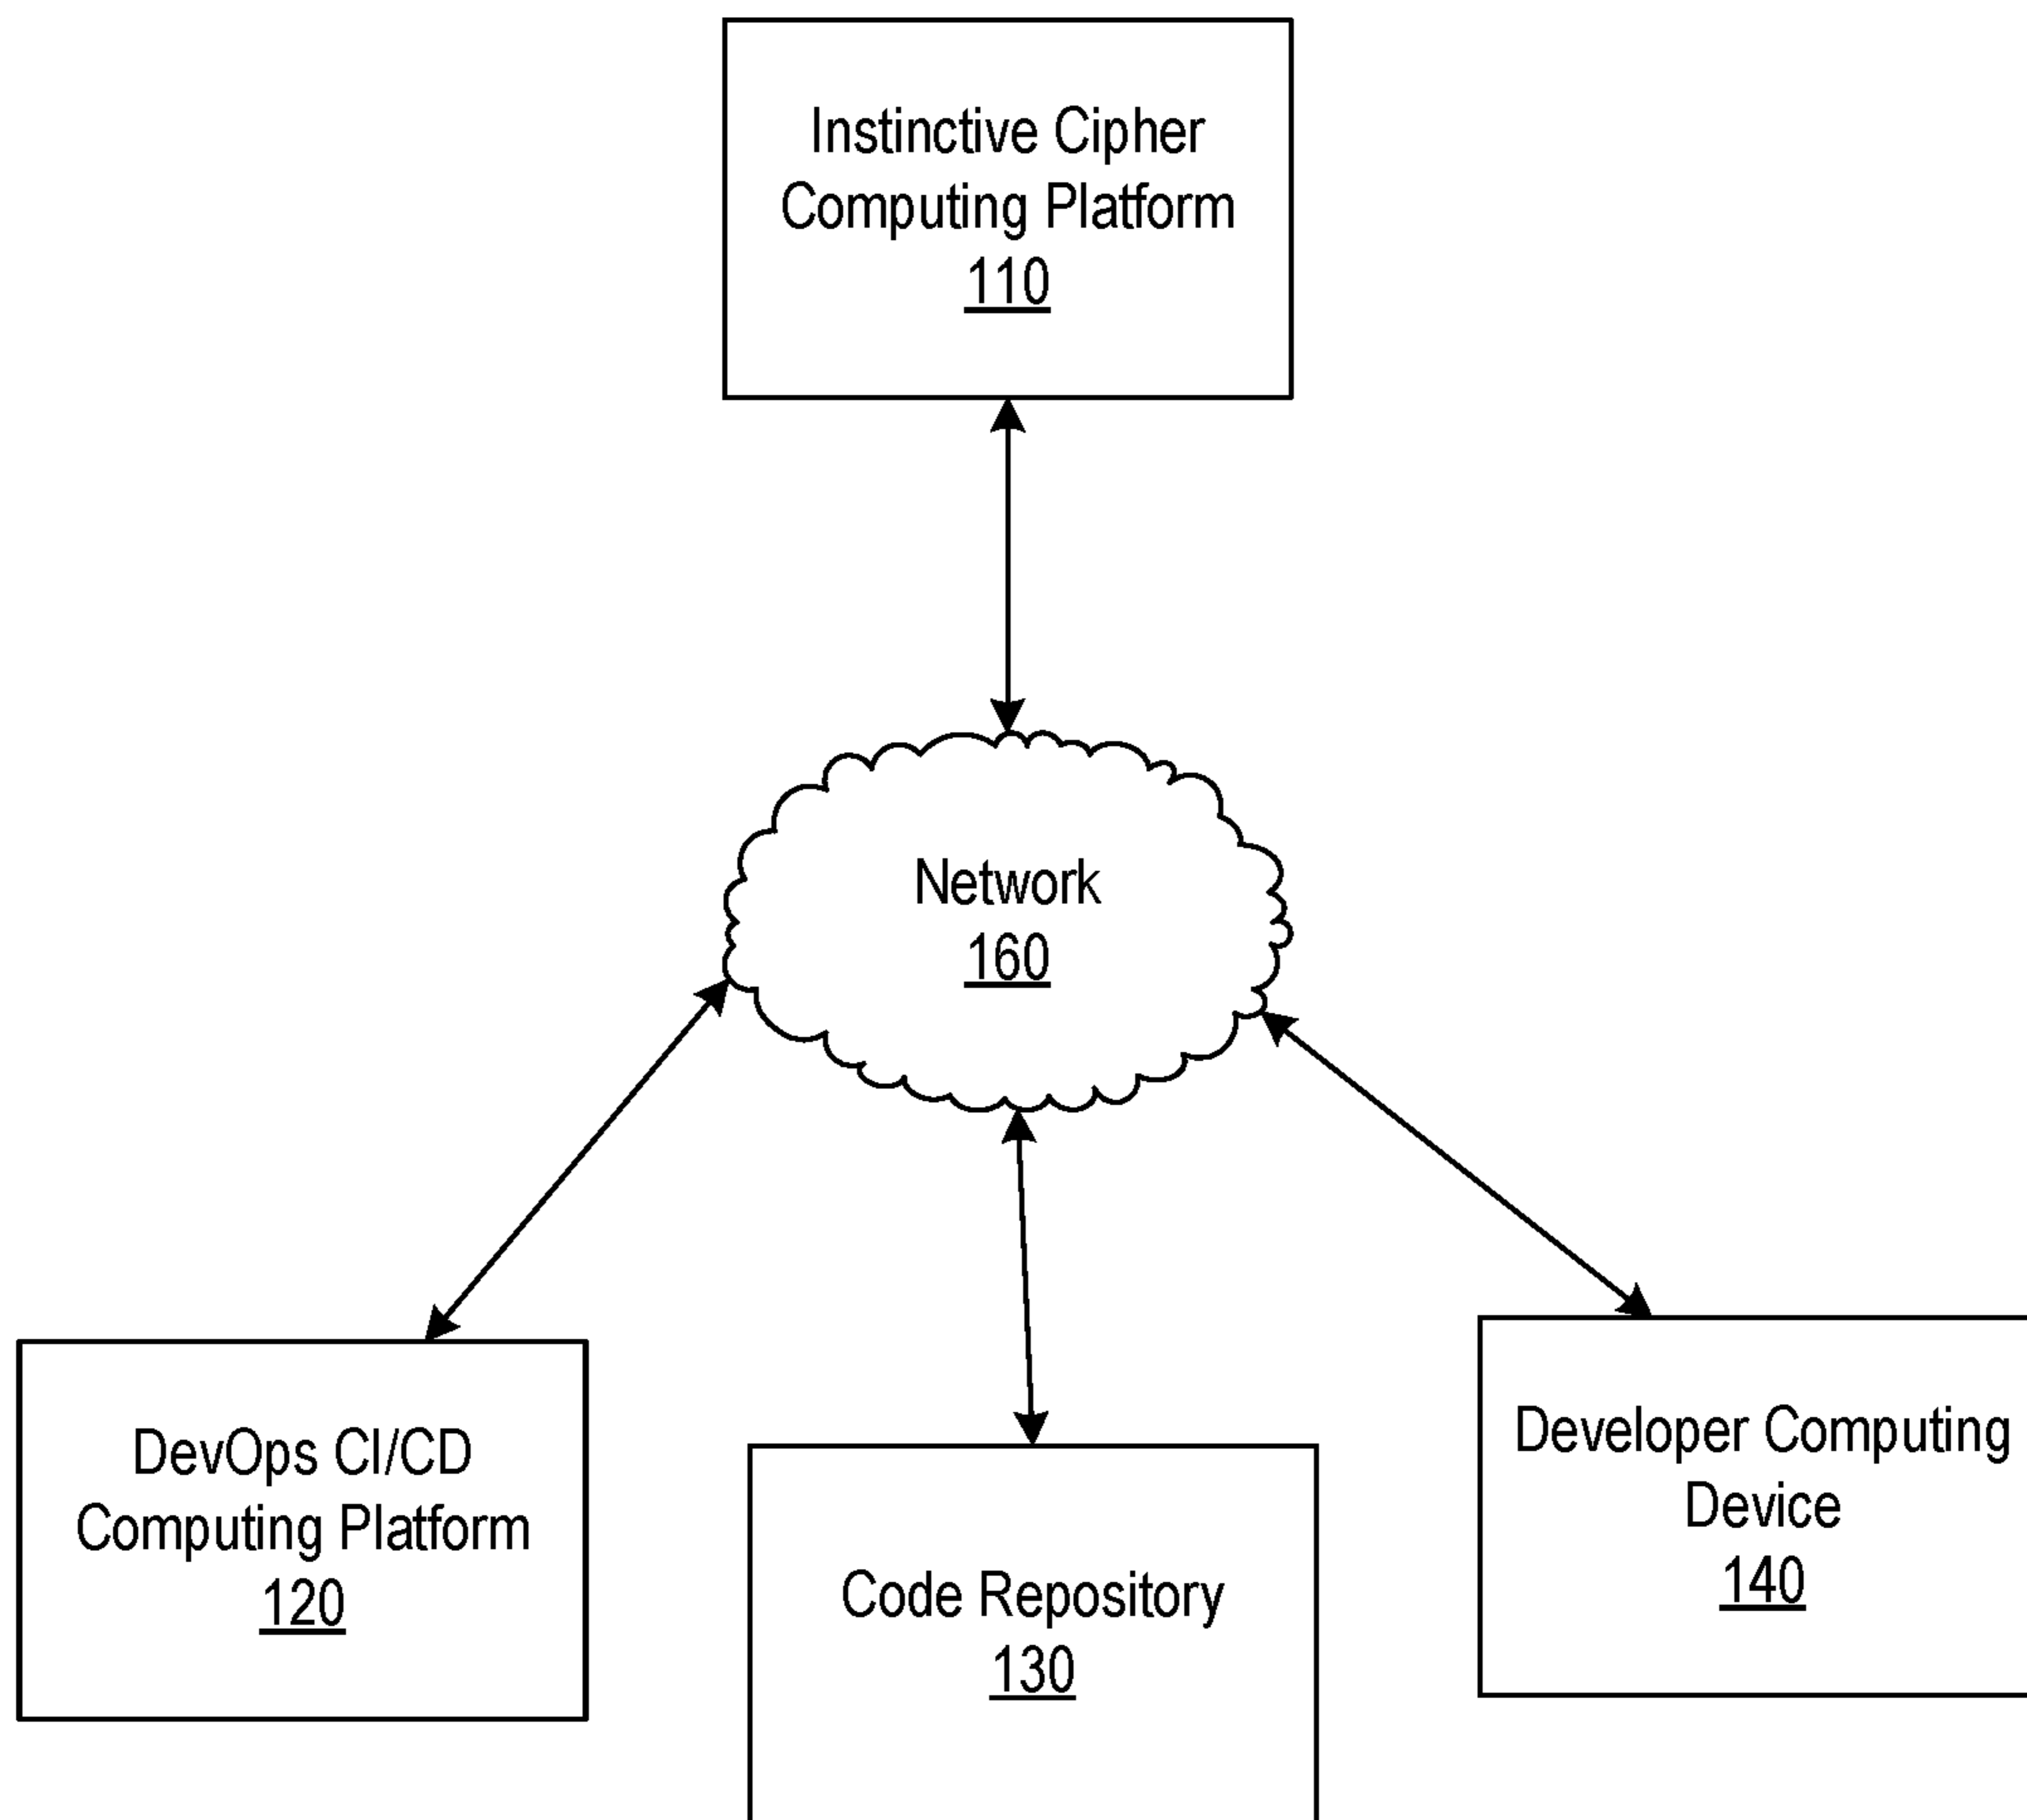 Instinctive Cipher
Computing Platform
110
Network
160
DevOps CI/CD
Computing Platform
120
Code Repository
130
Developer Computing
Device
140